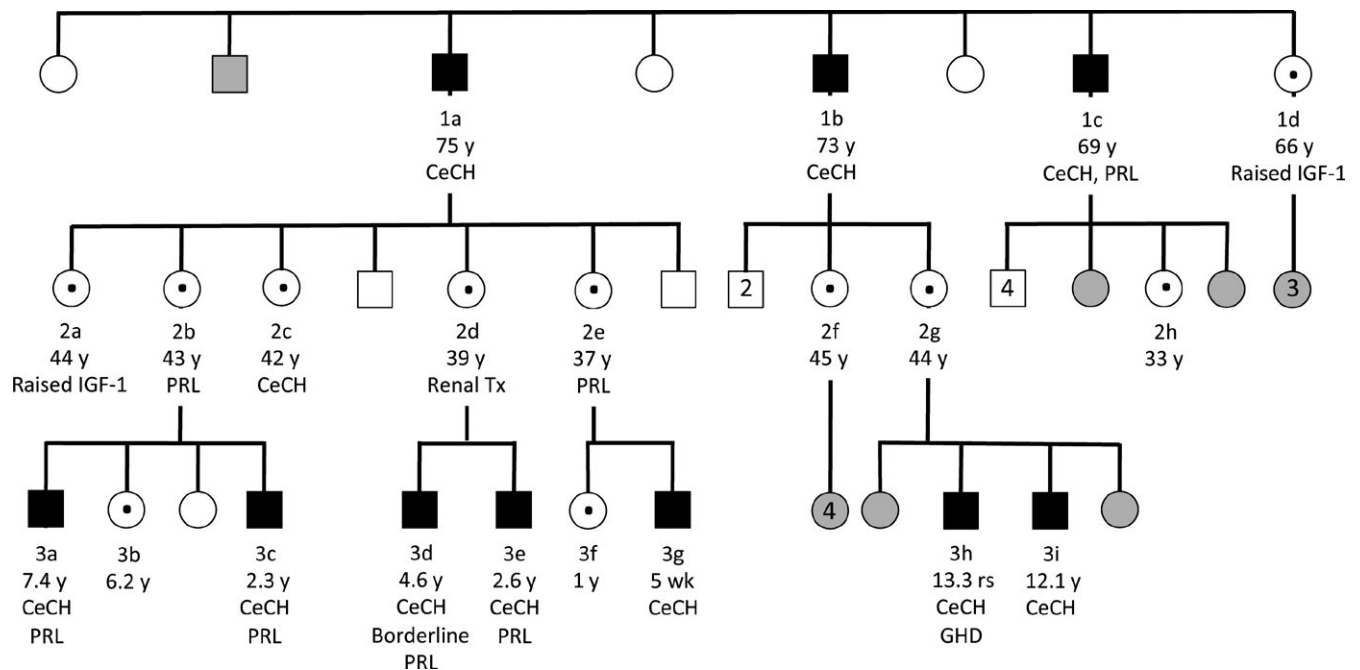 1a
75 y
CeCH
1b
73 y
CeCH
1c
69 y
CeCH, PRL
1d
66 y
Raised IGF-1
2
4
3
2a
44 y
Raised IGF-1
2b
43 y
PRL
2c
42 y
CeCH
2d
39 y
Renal Tx
2e
37 y
PRL
2f
45 y
2g
44 y
2h
33 y
4
3a
7.4 y
CeCH
PRL
3b
6.2 y
3c
2.3 y
CeCH
PRL
3d
4.6 y
CeCH
Borderline
PRL
3e
2.6 y
CeCH
PRL
3f
1 y
3g
5 wk
CeCH
3h
13.3 rs
CeCH
GHD
3i
12.1 y
CeCH